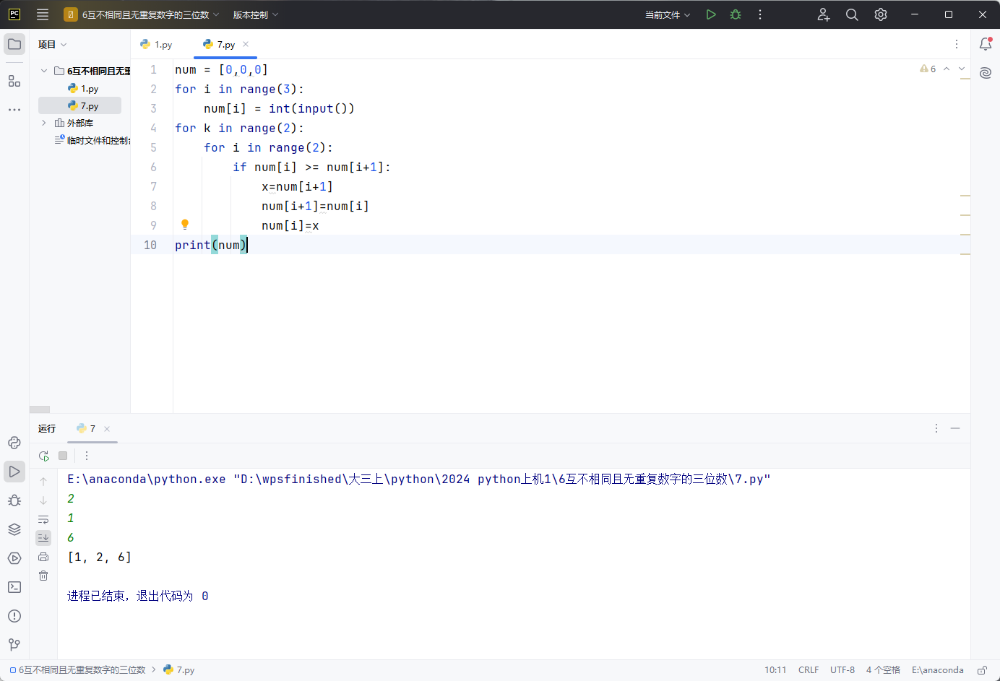 PC
6互不相同且无重复数字的三位数
版本控制
当前文件
项目
1.py
7.py
6互不相同且无重
1.py
7.py
外部库
临时文件和控制台
6
1 num = [0,0,0]
2 for i in range(3):
3 num[i] = int(input())
4 for k in range(2):
5 for i in range(2):
6 if num[i] >= num[i+1]:
7 x=num[i+1]
8 num[i+1]=num[i]
9 num[i]=x
10 print(num)
运行
7
E:\anaconda\python.exe "D:\wpsfinished\大三上\python\2024 python上机1\6互不相同且无重复数字的三位数\7.py"
2
1
6
[1, 2, 6]
进程已结束，退出代码为 0
6互不相同且无重复数字的三位数
7.py
10:11
CRLF
UTF-8
4 个空格
E:\anaconda